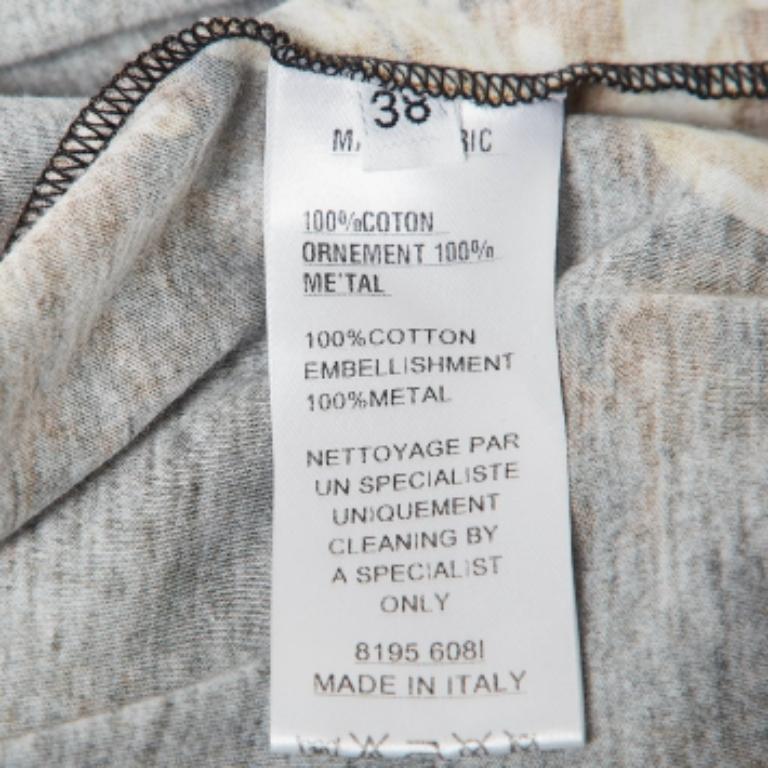 38
100%COTON
ORNEMENT 100%
ME'TAL
100%COTTON
EMBELLISHMENT
100%METAL
NETTOYAGE PAR
UN SPECIALISTE
UNIQUEMENT
CLEANING BY
A SPECIALIST
ONLY
8195 608I
MADE IN ITALY